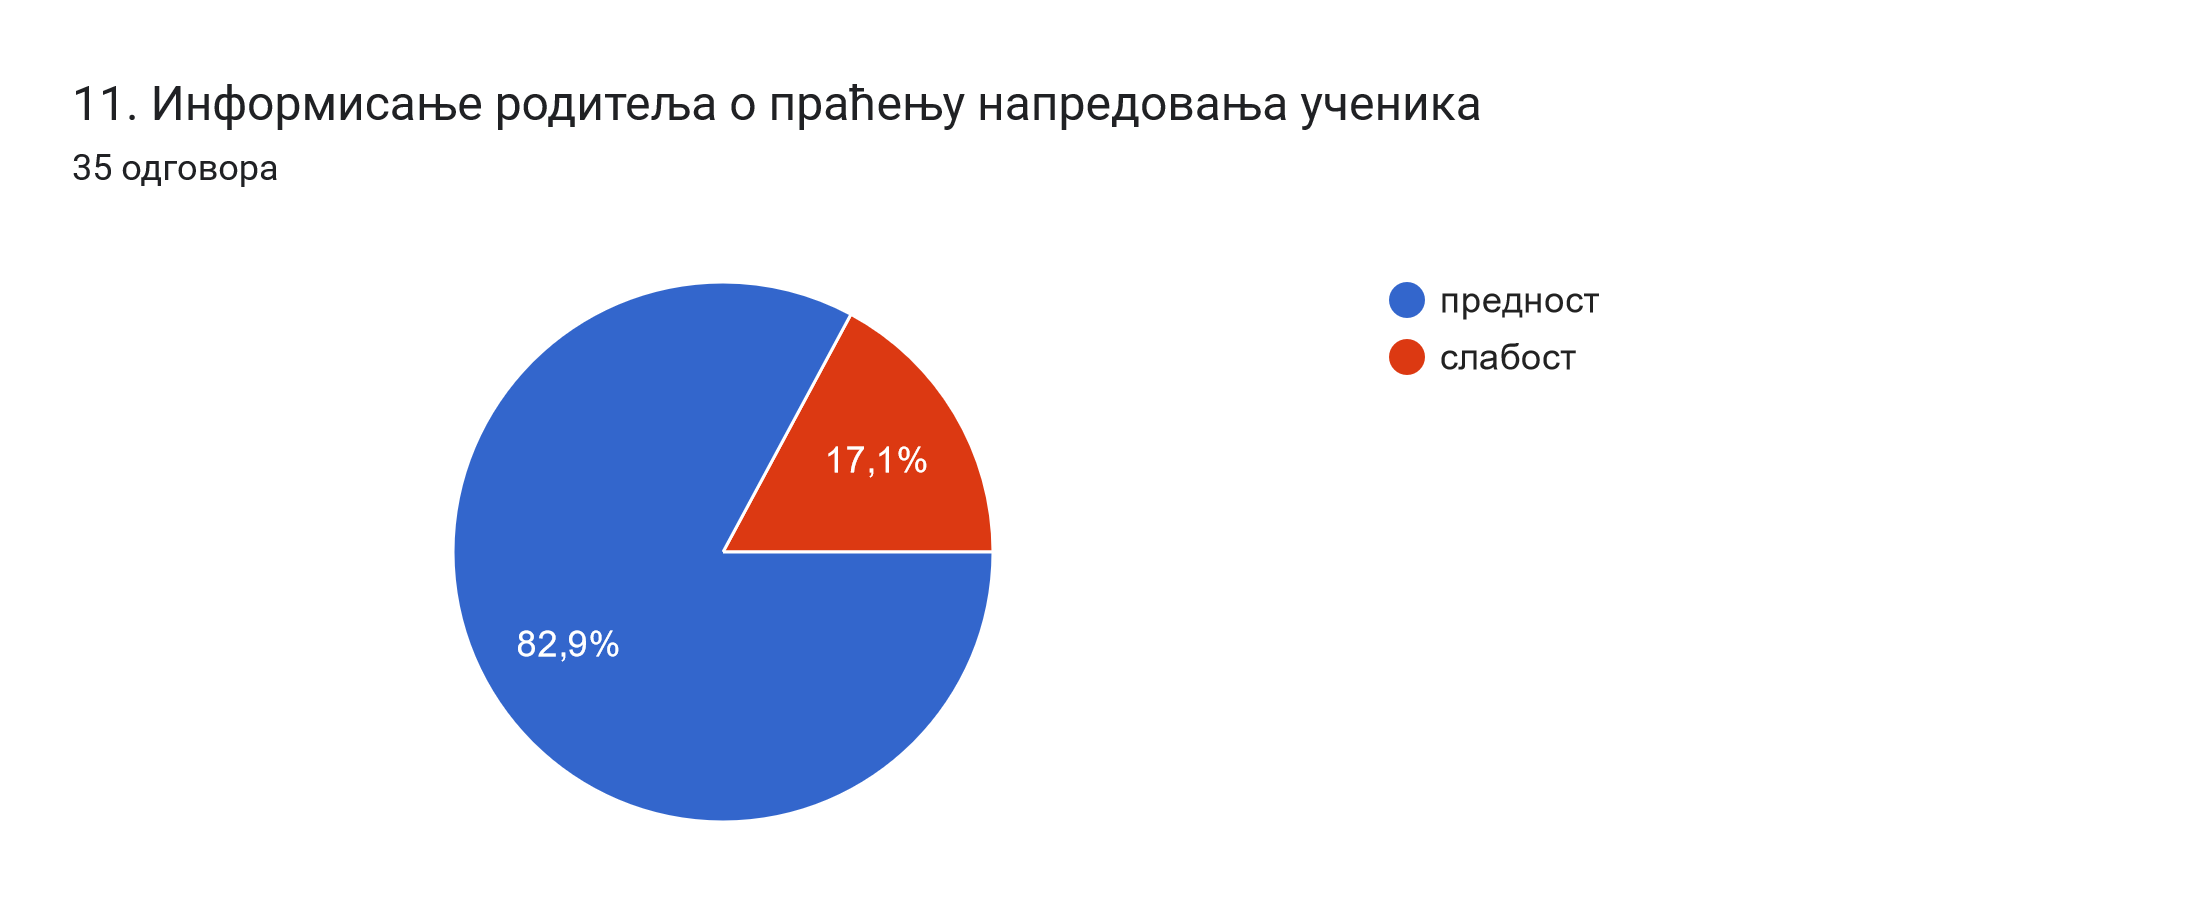 11. Информисање родитеља о праћењу напредовања ученика
35 одговора
предност
слабост
17,1%
82,9%